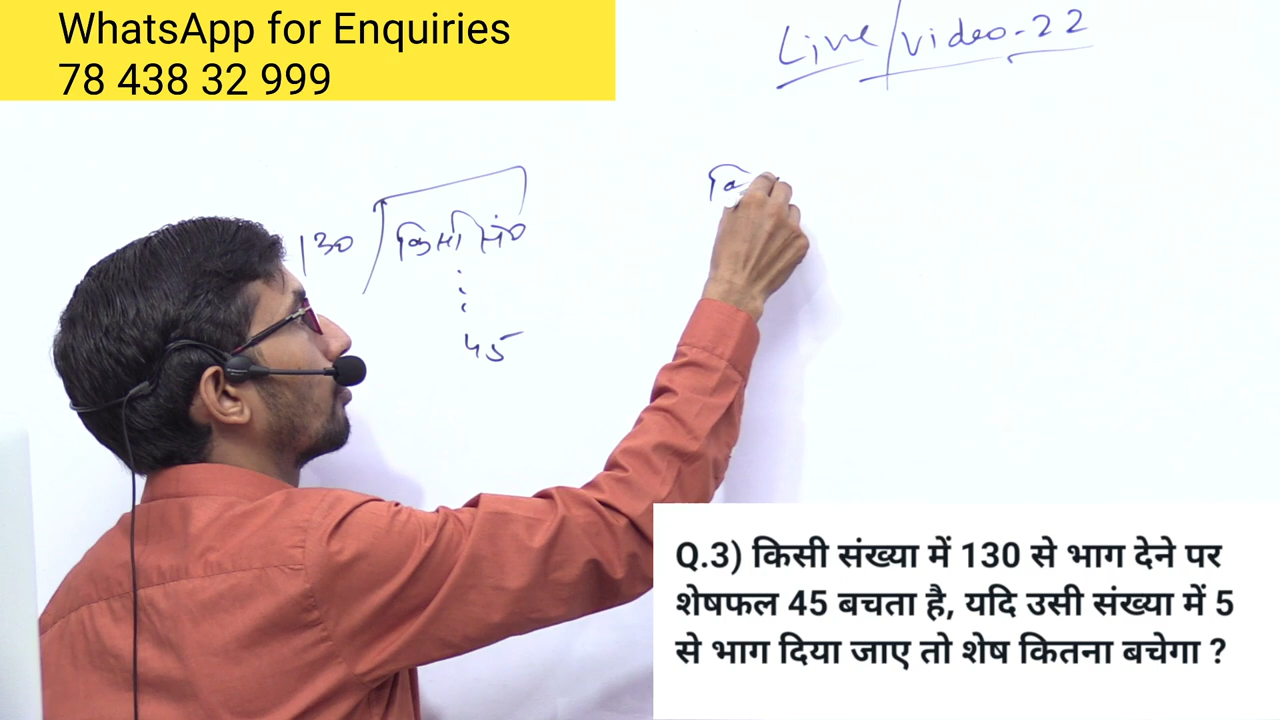 WhatsApp for Enquiries
78 438 32 999
Live/video-22
130 किसी सं०
45
कि
Q.3) किसी संख्या में 130 से भाग देने पर
शेषफल 45 बचता है, यदि उसी संख्या में 5
से भाग दिया जाए तो शेष कितना बचेगा ?